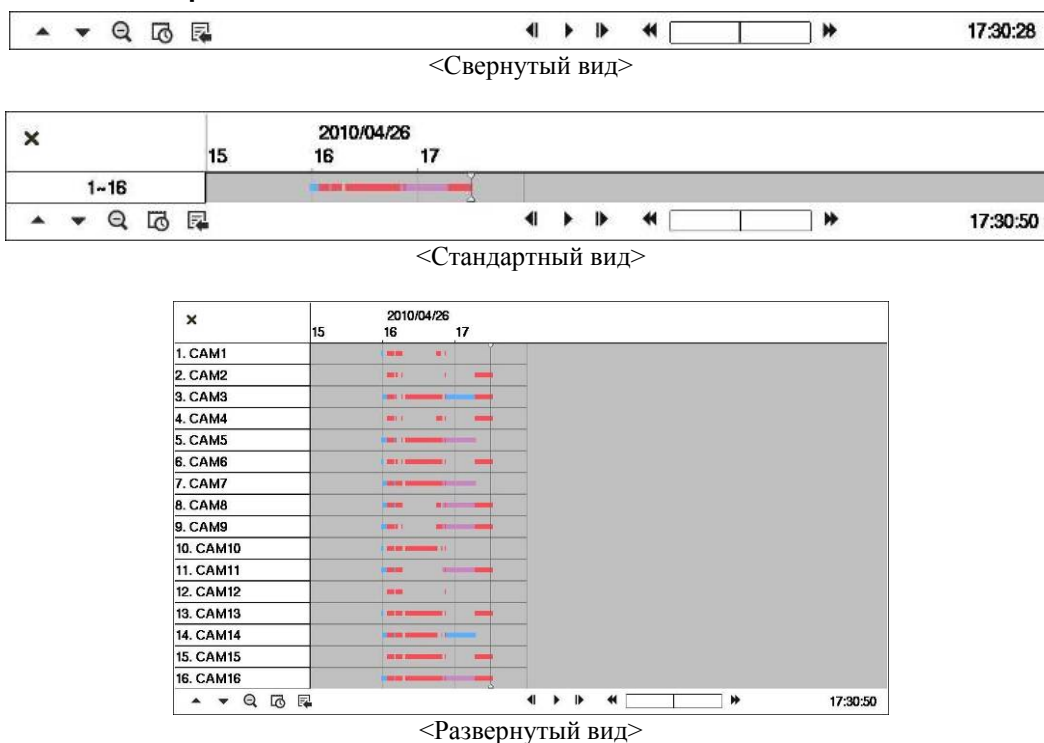 17:30:28
<Свернутый вид>
2010/04/26
15 16 17
1~16
17:30:50
<Стандартный вид>
2010/04/26
15 16 17
1. CAM1
2. CAM2
3. CAM3
4. CAM4
5. CAM5
6. CAM6
7. CAM7
8. CAM8
9. CAM9
10. CAM10
11. CAM11
12. CAM12
13. CAM13
14. CAM14
15. CAM15
16. CAM16
17:30:50
<Развернутый вид>